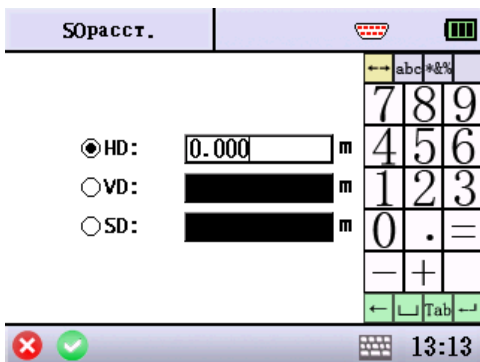 SOрасст.
←→ abc *&%
7 8 9
HD: 0.000 m 4 5 6
VD: m 1 2 3
SD: m 0 . =
- +
← ⌴ Tab ↵
13:13